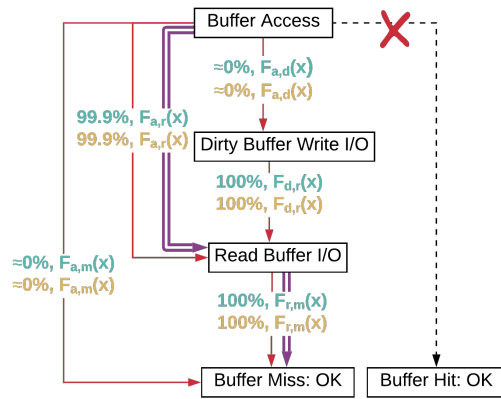 Buffer Access
≈0%, Fa,d(x)
≈0%, Fa,d(x)
99.9%, Fa,r(x)
99.9%, Fa,r(x)
Dirty Buffer Write I/O
100%, Fd,r(x)
100%, Fd,r(x)
Read Buffer I/O
≈0%, Fa,m(x)
≈0%, Fa,m(x)
100%, Fr,m(x)
100%, Fr,m(x)
Buffer Miss: OK
Buffer Hit: OK